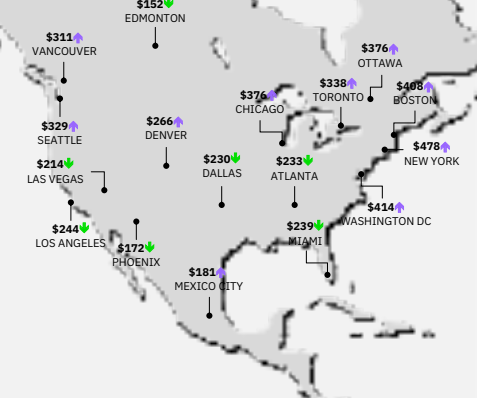 $152
EDMONTON
$311
VANCOUVER
$376
OTTAWA
$338
TORONTO
$408
BOSTON
$376
CHICAGO
$329
SEATTLE
$266
DENVER
$478
NEW YORK
$214
LAS VEGAS
$230
DALLAS
$233
ATLANTA
$414
WASHINGTON DC
$244
LOS ANGELES
$172
PHOENIX
$239
MIAMI
$181
MEXICO CITY